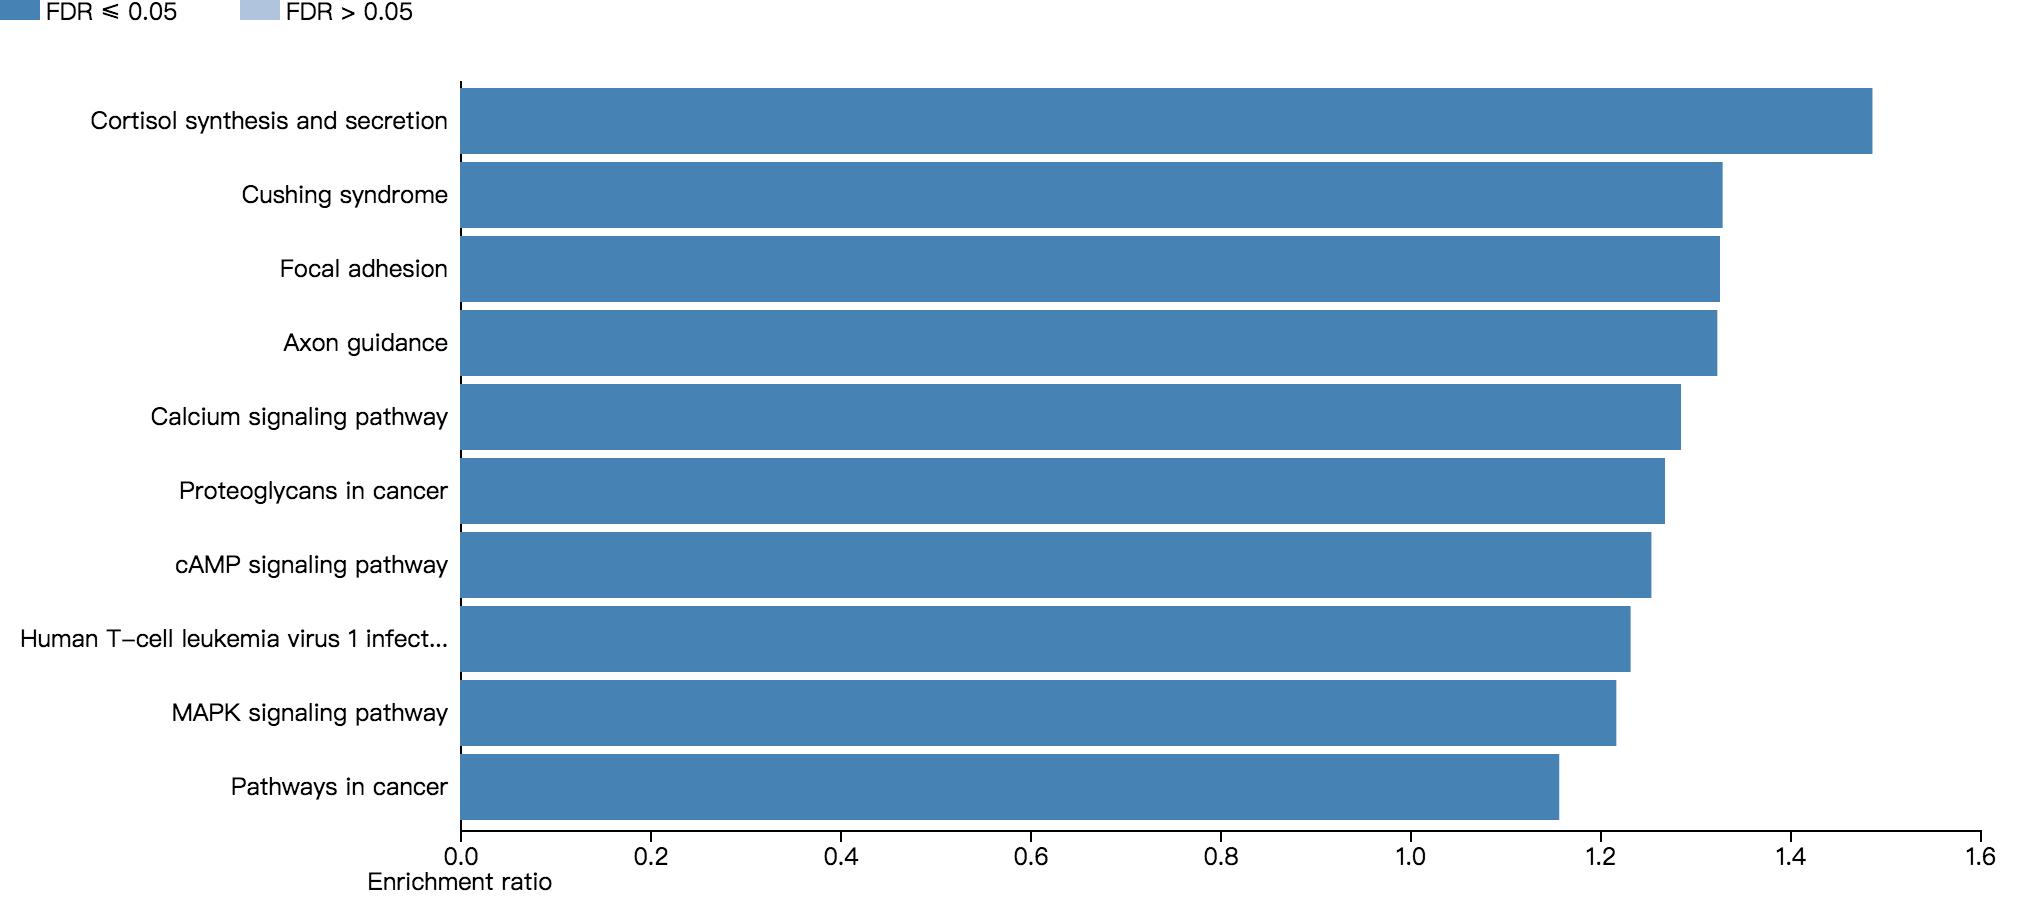 FDR ⩽ 0.05 FDR > 0.05
Cortisol synthesis and secretion
Cushing syndrome
Focal adhesion
Axon guidance
Calcium signaling pathway
Proteoglycans in cancer
cAMP signaling pathway
Human T-cell leukemia virus 1 infect...
MAPK signaling pathway
Pathways in cancer
0.0 0.2 0.4 0.6 0.8 1.0 1.2 1.4 1.6
Enrichment ratio